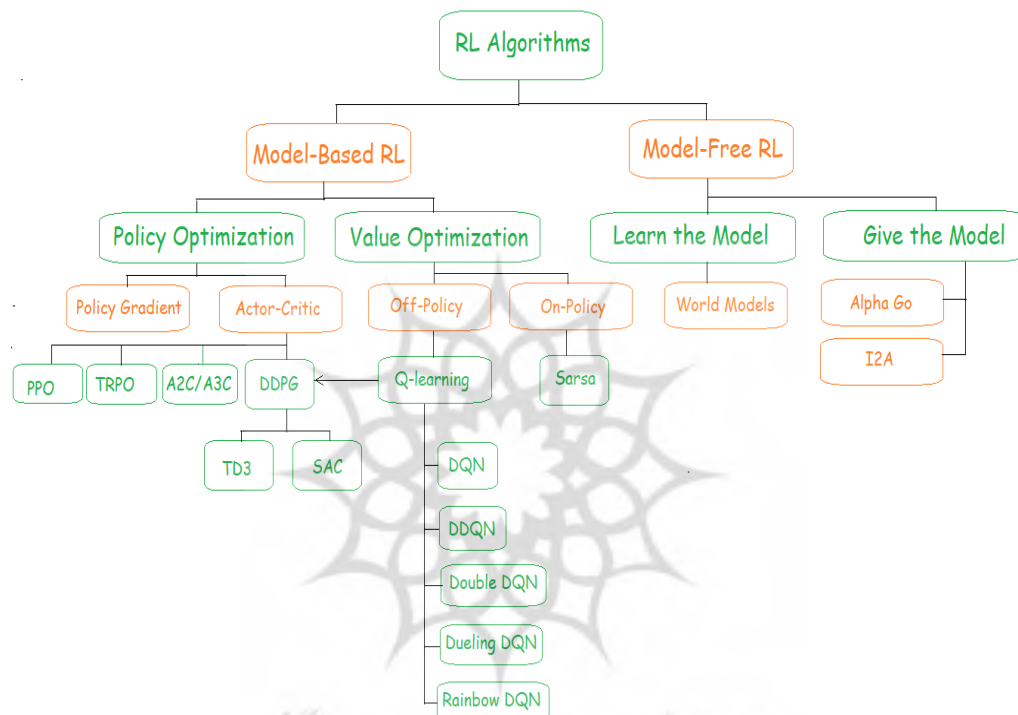 RL Algorithms
Model-Based RL
Model-Free RL
Policy Optimization
Value Optimization
Learn the Model
Give the Model
Policy Gradient
Actor-Critic
Off-Policy
On-Policy
World Models
Alpha Go
I2A
PPO
TRPO
A2C/A3C
DDPG
Q-learning
Sarsa
TD3
SAC
DQN
DDQN
Double DQN
Dueling DQN
Rainbow DQN